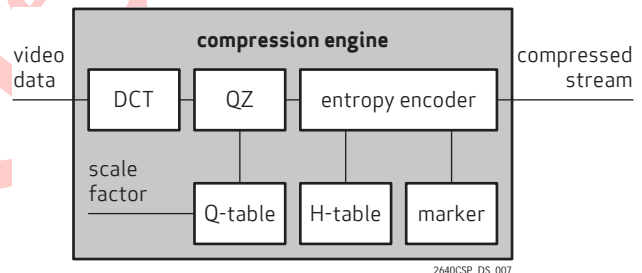 compression engine
video
data
compressed
stream
DCT
QZ
entropy encoder
scale
factor
Q-table
H-table
marker
2640CSP_DS_007